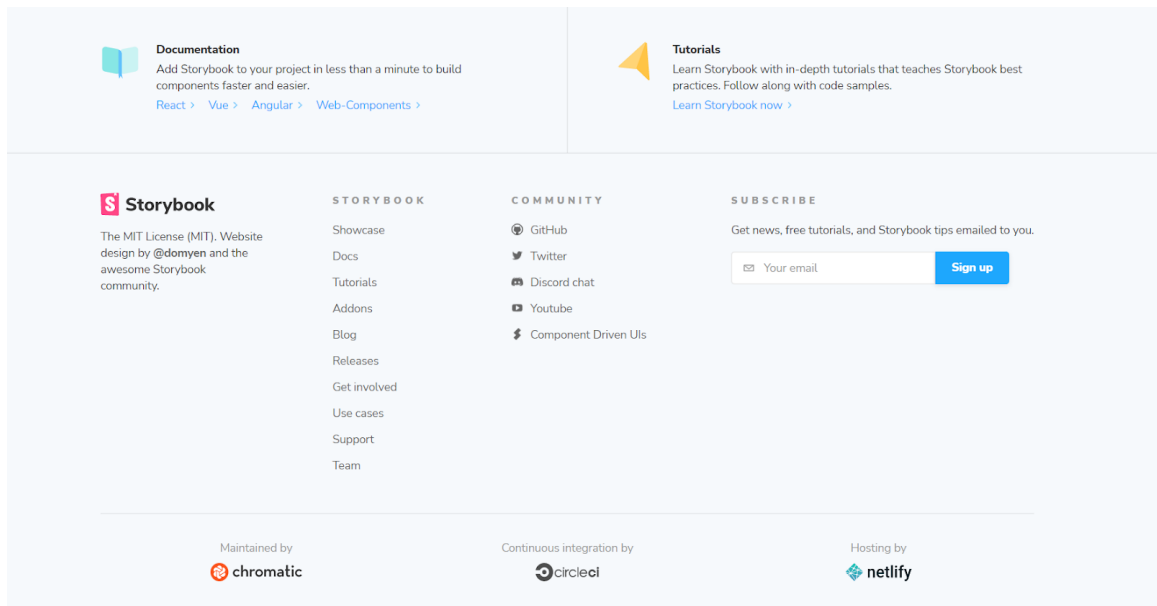 Documentation
Add Storybook to your project in less than a minute to build
components faster and easier.
React > Vue > Angular > Web-Components >
Tutorials
Learn Storybook with in-depth tutorials that teaches Storybook best
practices. Follow along with code samples.
Learn Storybook now >
S Storybook
The MIT License (MIT). Website
design by @domyen and the
awesome Storybook
community.
STORYBOOK
Showcase
Docs
Tutorials
Addons
Blog
Releases
Get involved
Use cases
Support
Team
COMMUNITY
GitHub
Twitter
Discord chat
Youtube
Component Driven UIs
SUBSCRIBE
Get news, free tutorials, and Storybook tips emailed to you.
Your email
Sign up
Maintained by
chromatic
Continuous integration by
circleci
Hosting by
netlify